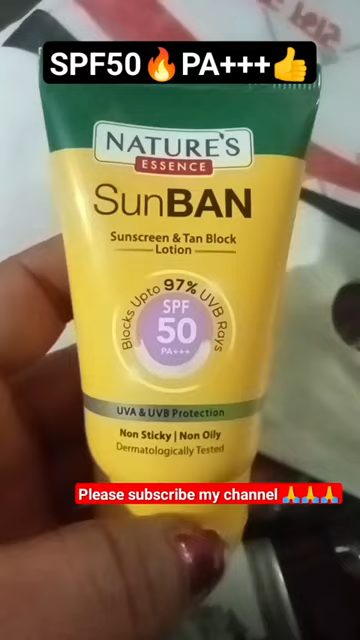 SPF50🔥PA+++👍
NATURE'S
ESSENCE
SunBAN
Sunscreen & Tan Block
Lotion
Blocks Upto 97% UVB Rays
SPF
50
PA+++
UVA & UVB Protection
Non Sticky | Non Oily
Dermatologically Tested
Please subscribe my channel 🙏🙏🙏